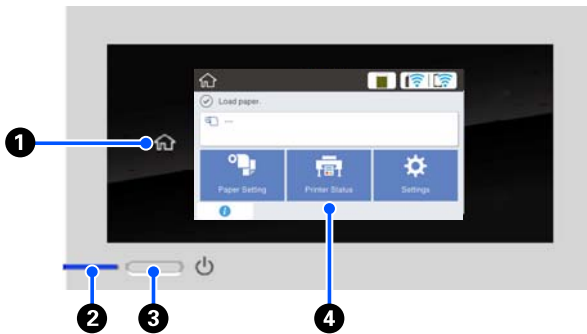 Load paper.
---
1
Paper Setting
Printer Status
Settings
i
2
3
4